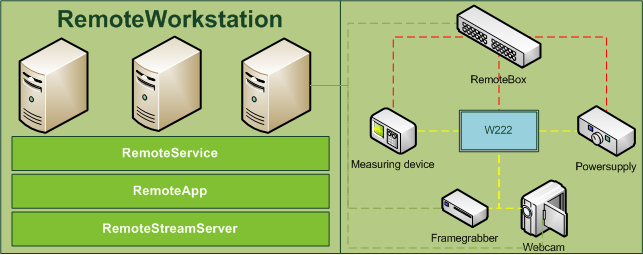 RemoteWorkstation
RemoteService
RemoteApp
RemoteStreamServer
RemoteBox
W222
Measuring device
Powersupply
Framegrabber
Webcam